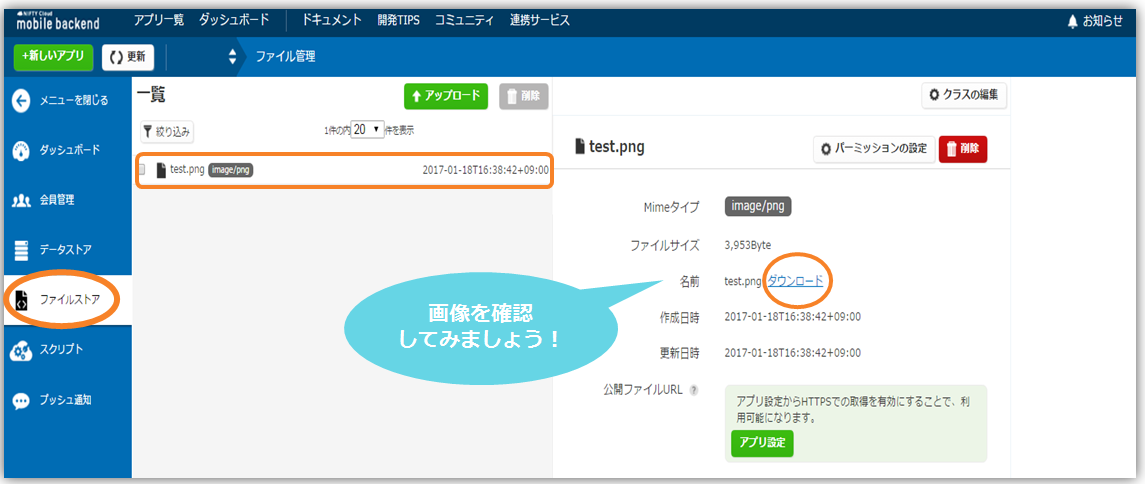 NIFTY Cloud
mobile backend
アプリ一覧 ダッシュボード ドキュメント 開発TIPS コミュニティ 連携サービス お知らせ
+新しいアプリ 更新 ファイル管理
メニューを閉じる
ダッシュボード
会員管理
データストア
ファイルストア
スクリプト
プッシュ通知
一覧 アップロード 削除
絞り込み 1件の内 20 件を表示
test.png image/png 2017-01-18T16:38:42+09:00
クラスの編集
test.png パーミッションの設定 削除
Mimeタイプ image/png
ファイルサイズ 3,953Byte
名前 test.png ダウンロード
作成日時 2017-01-18T16:38:42+09:00
更新日時 2017-01-18T16:38:42+09:00
公開ファイルURL ?
アプリ設定からHTTPSでの取得を有効にすることで、利
用可能になります。
アプリ設定
画像を確認
してみましょう！